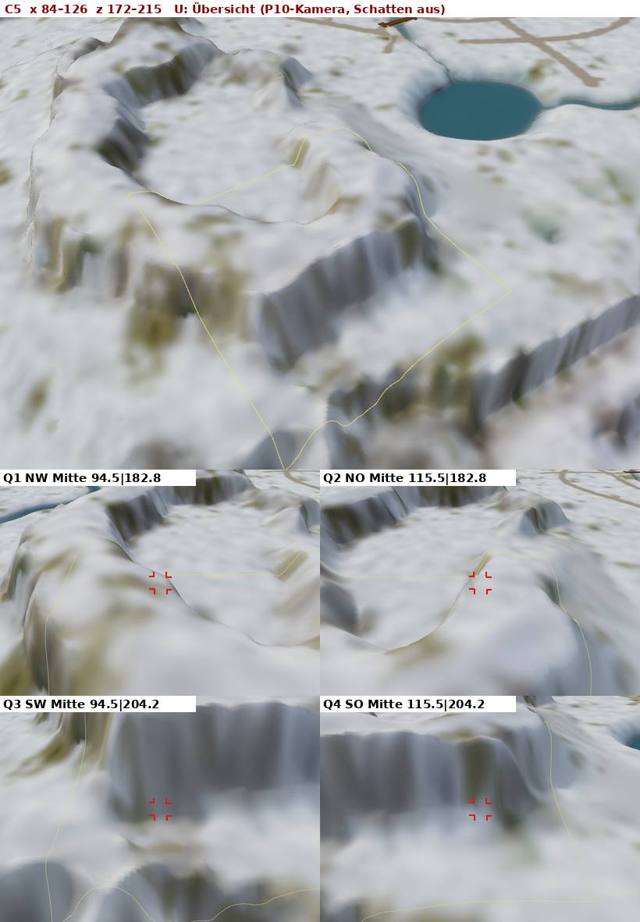 C5 x 84–126 z 172–215 U: Übersicht (P10-Kamera, Schatten aus)
Q1 NW Mitte 94.5|182.8
Q2 NO Mitte 115.5|182.8
Q3 SW Mitte 94.5|204.2
Q4 SO Mitte 115.5|204.2